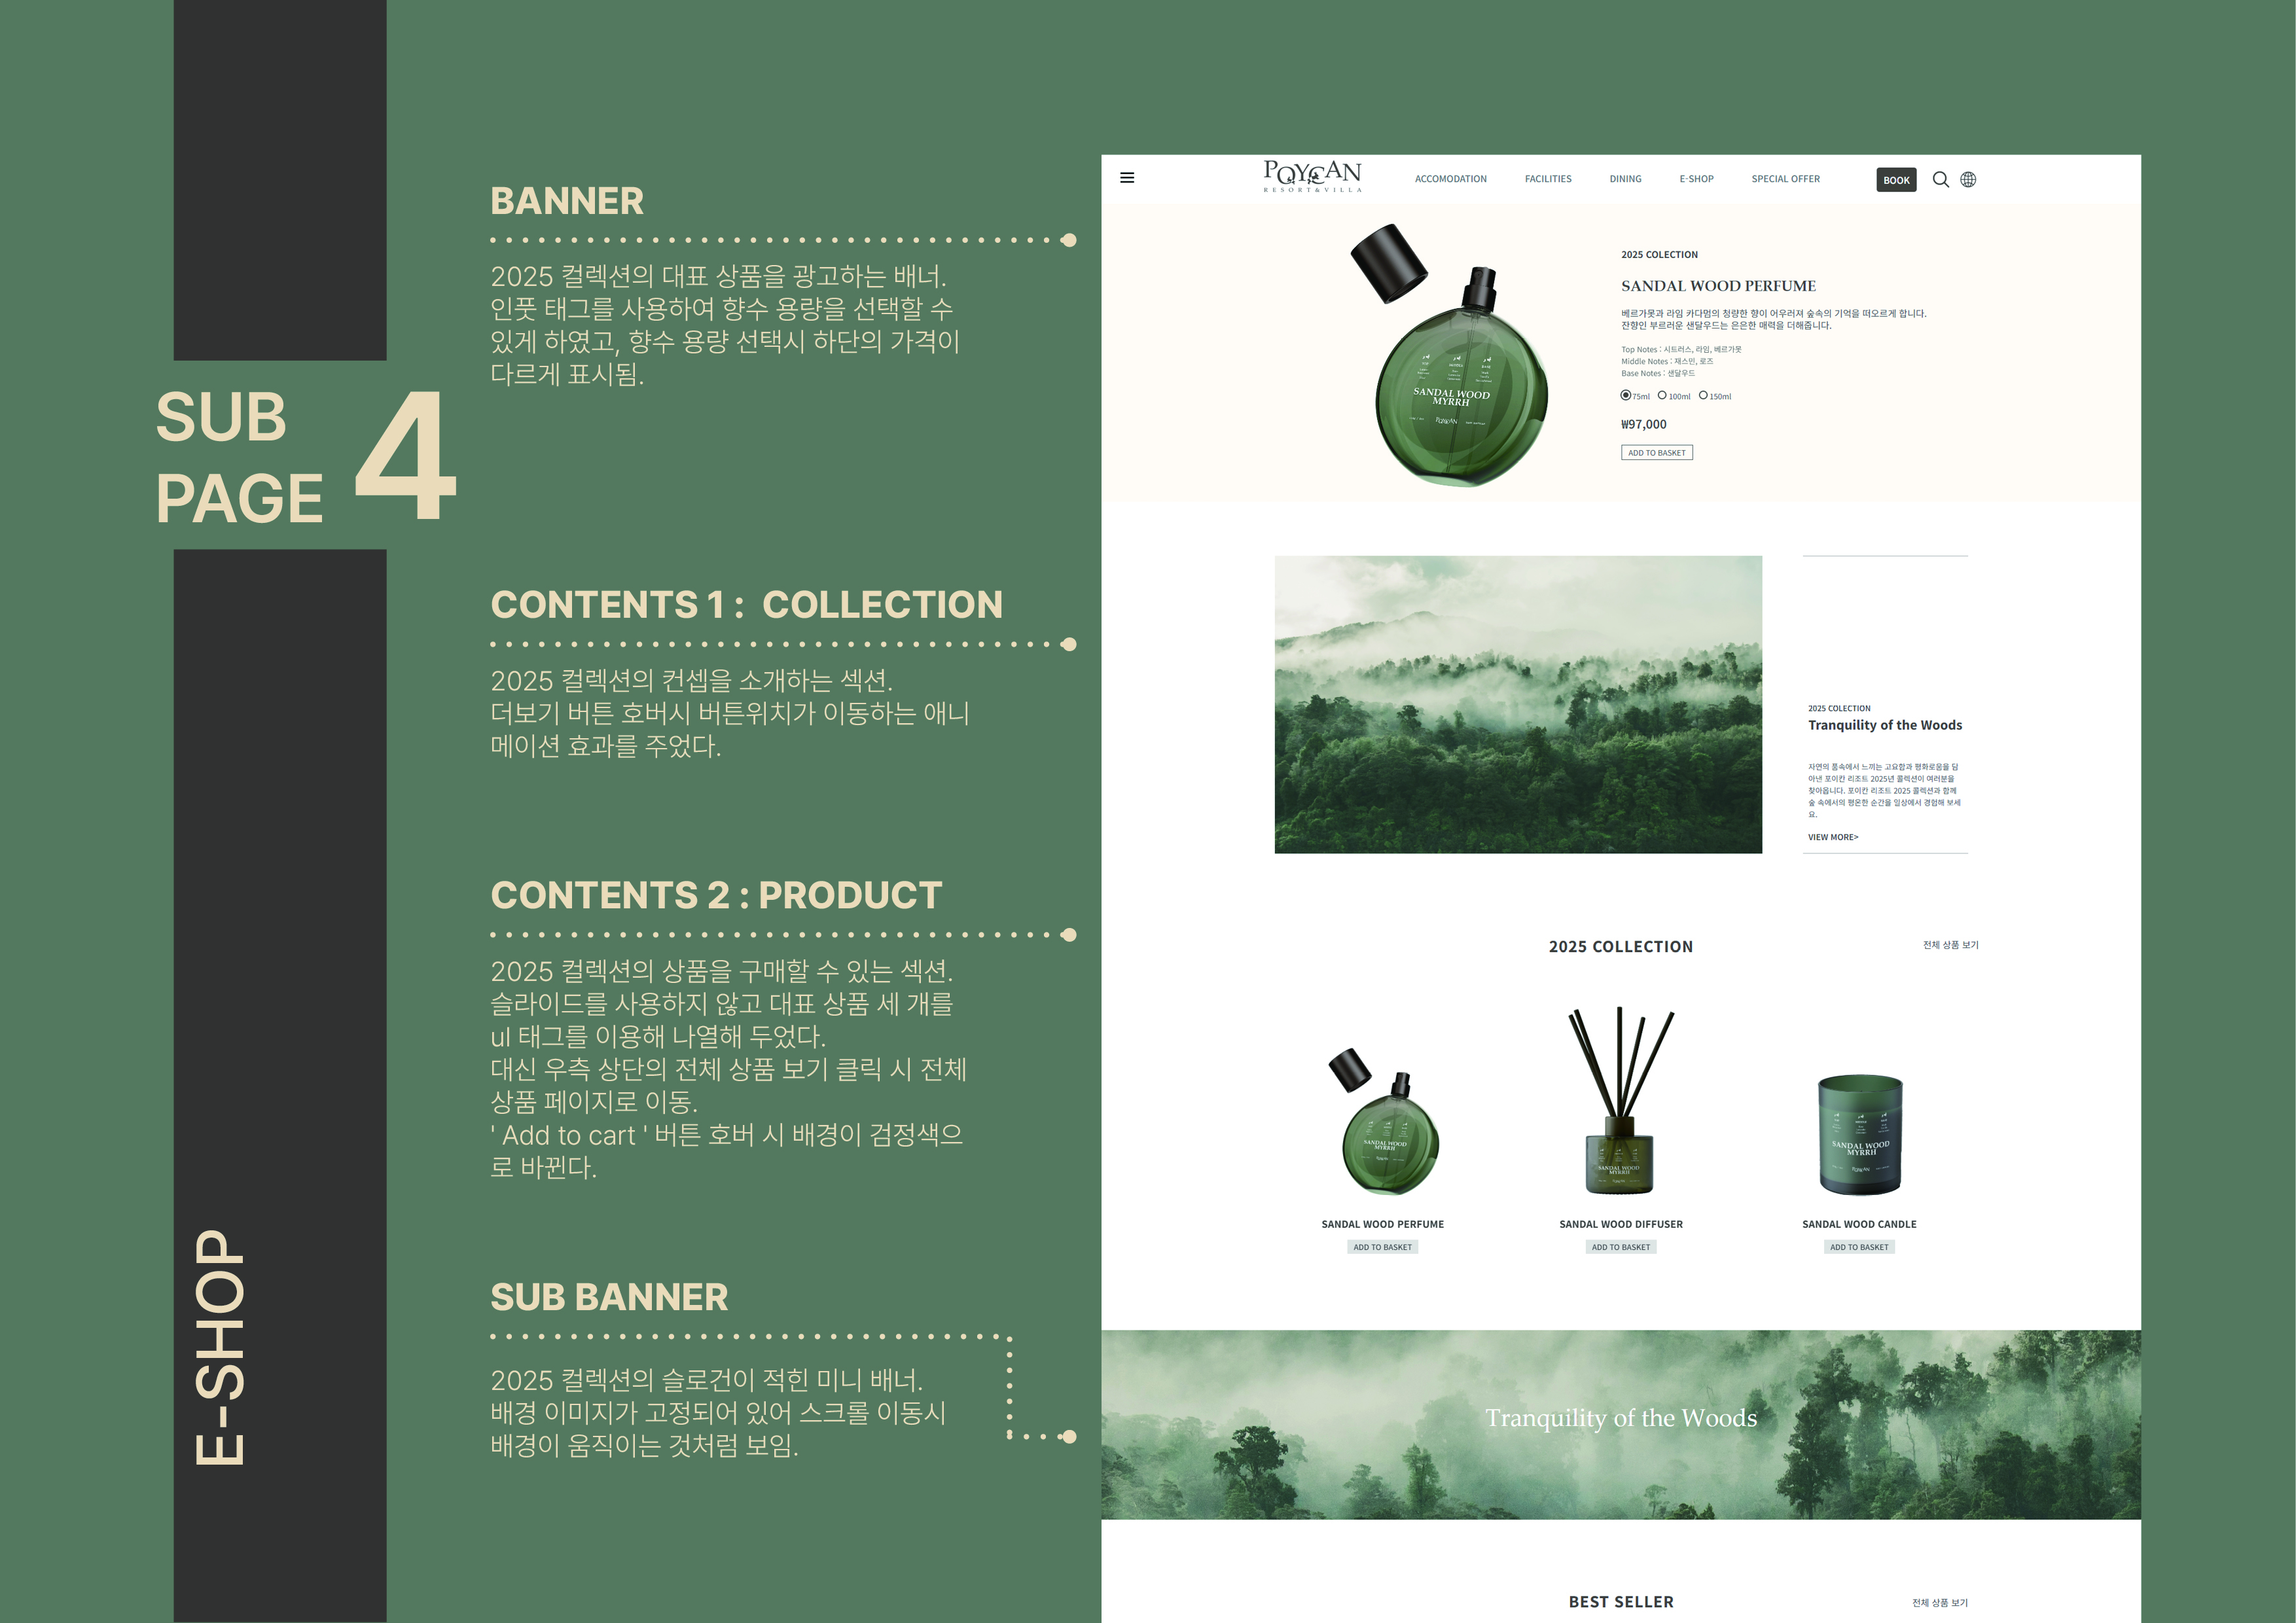 SUB
PAGE
4
E-SHOP
BANNER
2025 컬렉션의 대표 상품을 광고하는 배너.
인풋 태그를 사용하여 향수 용량을 선택할 수
있게 하였고, 향수 용량 선택시 하단의 가격이
다르게 표시됨.
CONTENTS 1 : COLLECTION
2025 컬렉션의 컨셉을 소개하는 섹션.
더보기 버튼 호버시 버튼위치가 이동하는 애니
메이션 효과를 주었다.
CONTENTS 2 : PRODUCT
2025 컬렉션의 상품을 구매할 수 있는 섹션.
슬라이드를 사용하지 않고 대표 상품 세 개를
ul 태그를 이용해 나열해 두었다.
대신 우측 상단의 전체 상품 보기 클릭 시 전체
상품 페이지로 이동.
' Add to cart ' 버튼 호버 시 배경이 검정색으
로 바뀐다.
SUB BANNER
2025 컬렉션의 슬로건이 적힌 미니 배너.
배경 이미지가 고정되어 있어 스크롤 이동시
배경이 움직이는 것처럼 보임.
POYCAN
RESORT & VILLA
ACCOMODATION FACILITIES DINING E-SHOP SPECIAL OFFER BOOK
SANDAL WOOD
MYRRH
POYCAN
2025 COLECTION
SANDAL WOOD PERFUME
베르가못과 라임 카다멈의 청량한 향이 어우러져 숲속의 기억을 떠오르게 합니다.
잔향인 부르러운 샌달우드는 은은한 매력을 더해줍니다.
Top Notes : 시트러스, 라임, 베르가못
Middle Notes : 재스민, 로즈
Base Notes : 샌달우드
75ml 100ml 150ml
₩97,000
ADD TO BASKET
2025 COLECTION
Tranquility of the Woods
자연의 품속에서 느끼는 고요함과 평화로움을 담
아낸 포이칸 리조트 2025년 콜렉션이 여러분을
찾아옵니다. 포이칸 리조트 2025 콜렉션과 함께
숲 속에서의 평온한 순간을 일상에서 경험해 보세
요.
VIEW MORE>
2025 COLLECTION
전체 상품 보기
SANDAL WOOD
MYRRH
SANDAL WOOD
MYRRH
SANDAL WOOD
MYRRH
POYCAN
SANDAL WOOD PERFUME
ADD TO BASKET
SANDAL WOOD DIFFUSER
ADD TO BASKET
SANDAL WOOD CANDLE
ADD TO BASKET
Tranquility of the Woods
BEST SELLER
전체 상품 보기